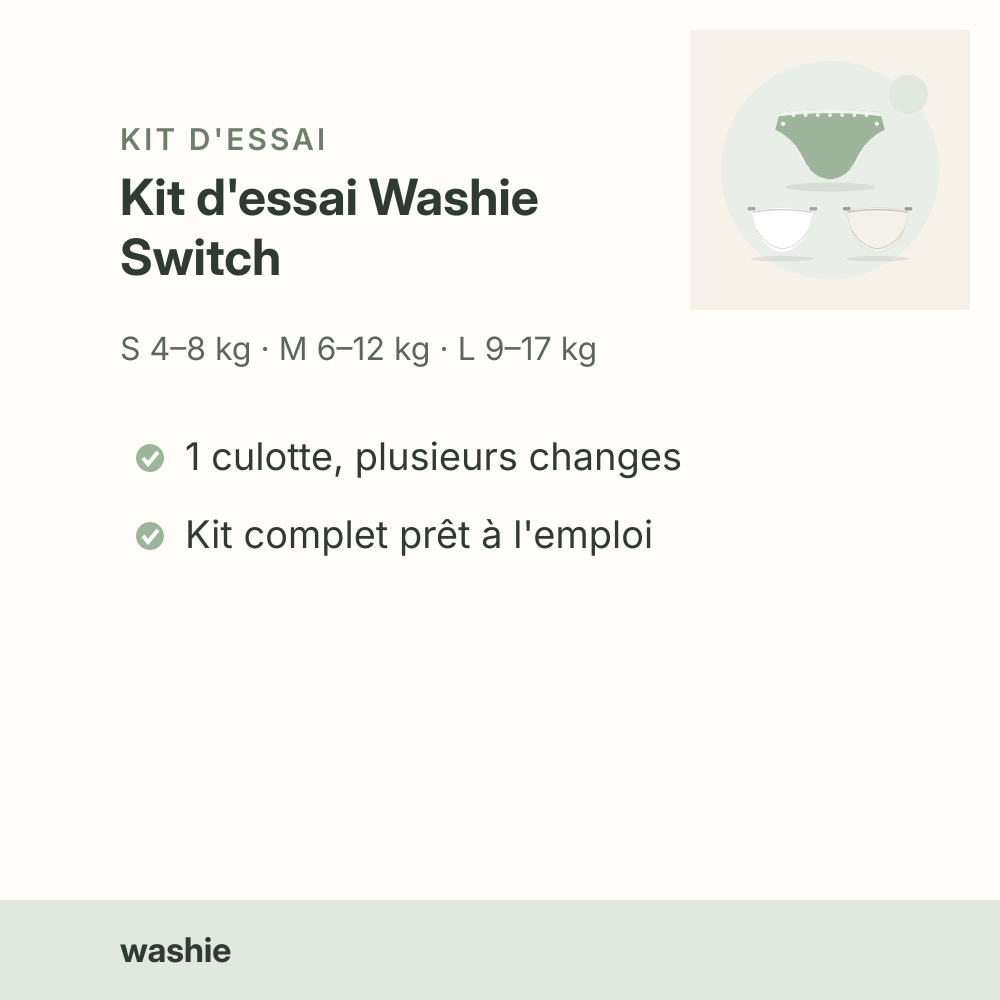 KIT D'ESSAI
Kit d'essai Washie
Switch
S 4–8 kg · M 6–12 kg · L 9–17 kg
1 culotte, plusieurs changes
Kit complet prêt à l'emploi
washie